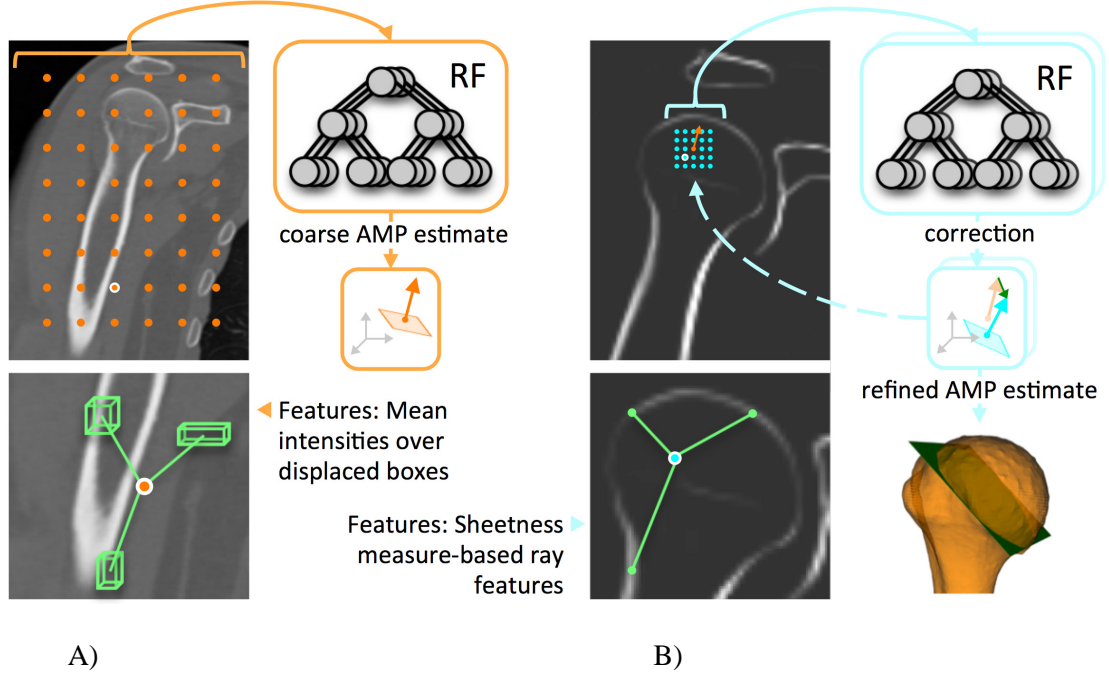 RF
coarse AMP estimate
Features: Mean
intensities over
displaced boxes
RF
correction
refined AMP estimate
Features: Sheetness
measure-based ray
features
A)
B)